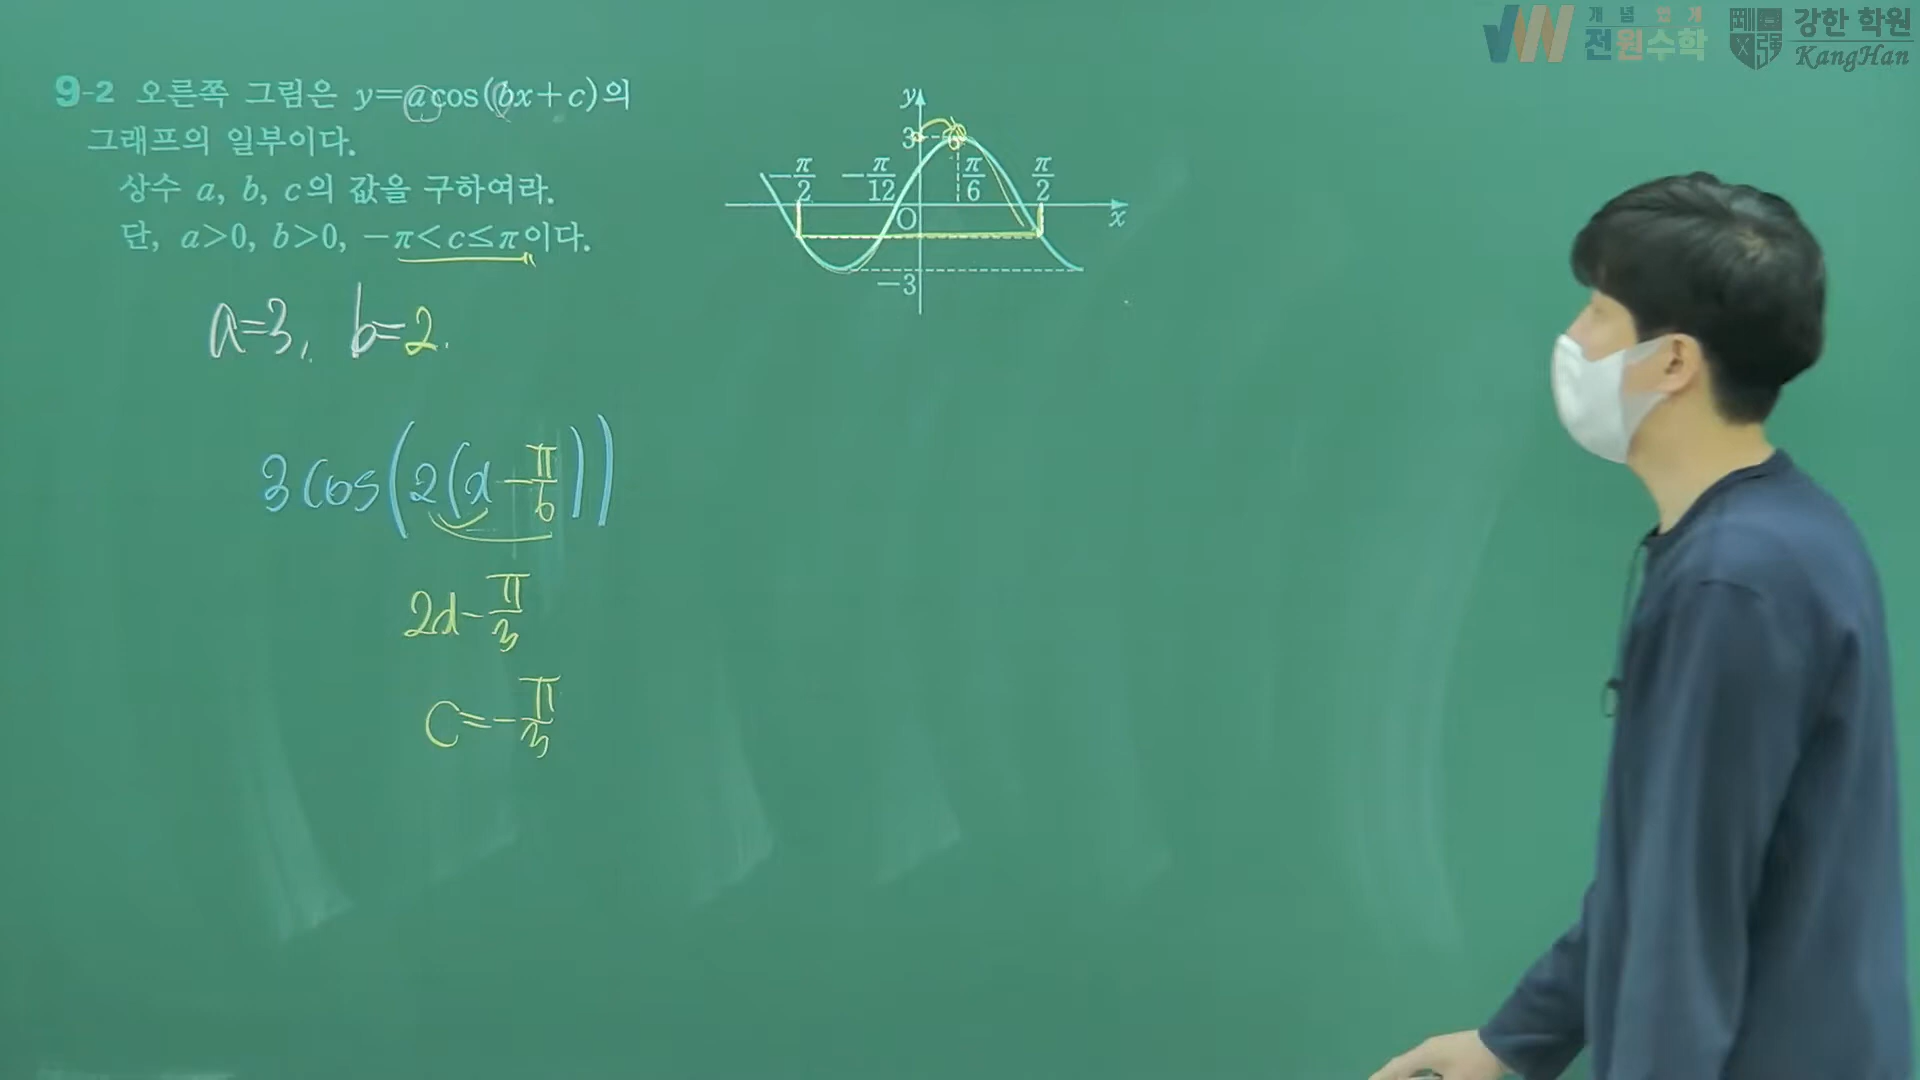 개념 있게
전원수학
강한 학원
KangHan
9-2 오른쪽 그림은 y=acos(bx+c)의
그래프의 일부이다.
상수 a, b, c의 값을 구하여라.
단, a>0, b>0, -π<c≤π이다.
y
3
-π/2 -π/12 π/6 π/2
O x
-3
a=3, b=2.
3cos(2(x-π/6))
2x-π/3
c=-π/3